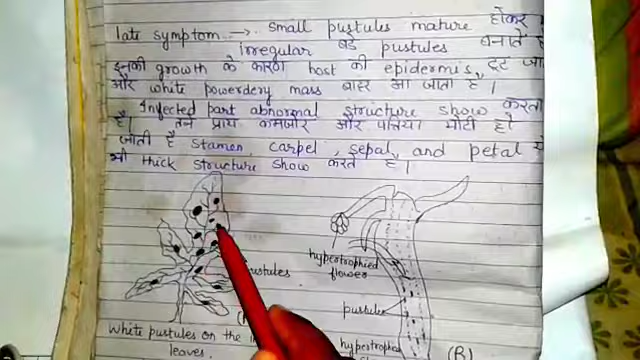 late symptom → small pustules mature होकर
irregular बड़े pustules बनाते
इनकी growth के कारण host की epidermis टूट जा
और white powerdery mass बाहर आ जाता है।
Infected part abnormal structure show करता
है। तने प्राय कमजोर और पत्तियां मोटी हो
जाती है stamen carpel, sepal, and petal
भी thick structure show करते है।
hypertrophied
flower
pustules
pustules
hypertrophied
(B)
White pustules on the
leaves.